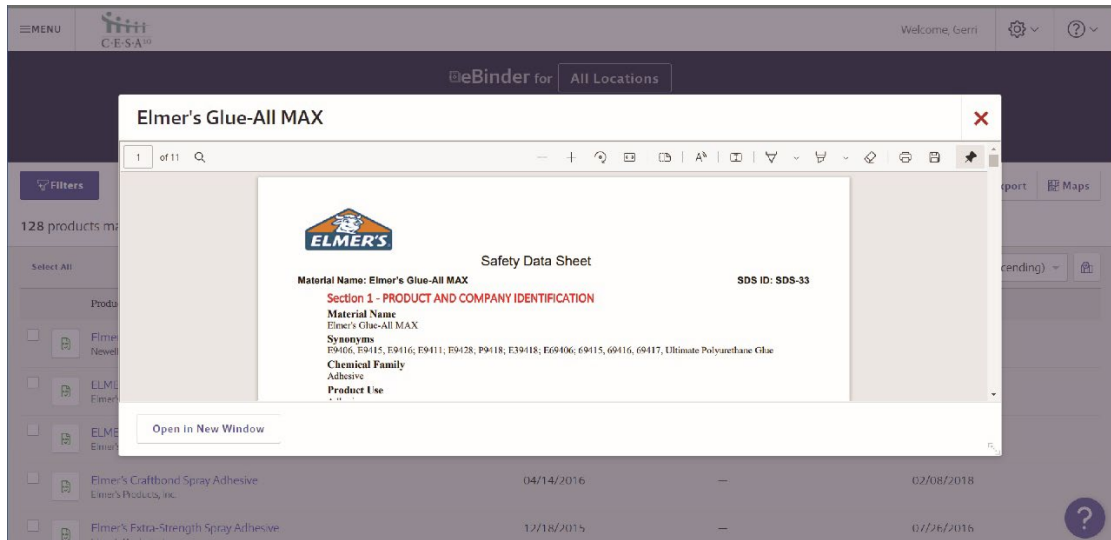 MENU
C·E·S·A
Welcome, Gerri
eBinder for All Locations
Elmer's Glue-All MAX
1 of 11
Filters
Maps
128 products
Select All
cending)
ELMER'S
Safety Data Sheet
Material Name: Elmer's Glue-All MAX SDS ID: SDS-33
Section 1 - PRODUCT AND COMPANY IDENTIFICATION
Material Name
Elmer's Glue-All MAX
Synonyms
E9406, E9415, E9416; E9411; E9428; P9418; E39418; E69406; 69415, 69416, 69417, Ultimate Polyurethane Glue
Chemical Family
Adhesive
Product Use
Open in New Window
Elmer's Craftbond Spray Adhesive 04/14/2016 — 02/08/2018
Elmer's Products, Inc.
Elmer's Extra-Strength Spray Adhesive 12/18/2015 — 07/26/2016